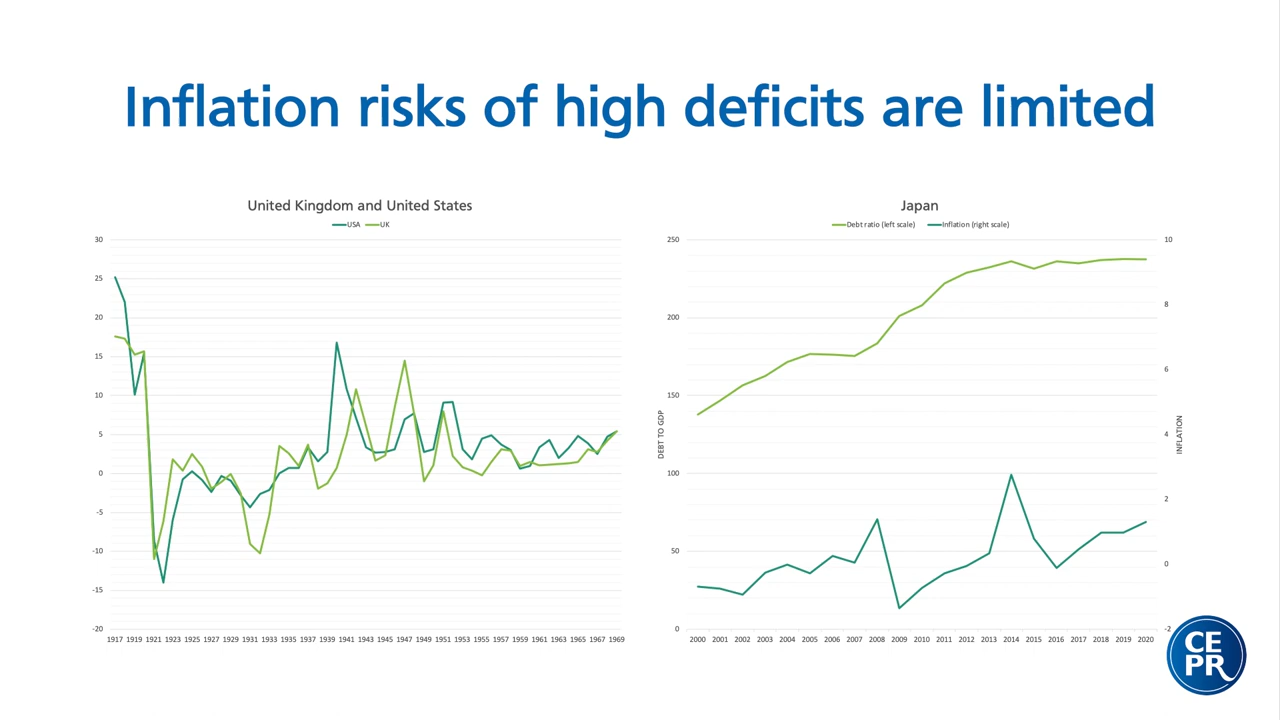 Inflation risks of high deficits are limited
United Kingdom and United States
USA UK
30
25
20
15
10
5
0
-5
-10
-15
-20
1917 1919 1921 1923 1925 1927 1929 1931 1933 1935 1937 1939 1941 1943 1945 1947 1949 1951 1953 1955 1957 1959 1961 1963 1965 1967 1969
Japan
Debt ratio (left scale) Inflation (right scale)
DEBT TO GDP
250
200
150
100
50
0
INFLATION
10
8
6
4
2
0
-2
2000 2001 2002 2003 2004 2005 2006 2007 2008 2009 2010 2011 2012 2013 2014 2015 2016 2017 2018 2019 2020
CE
PR